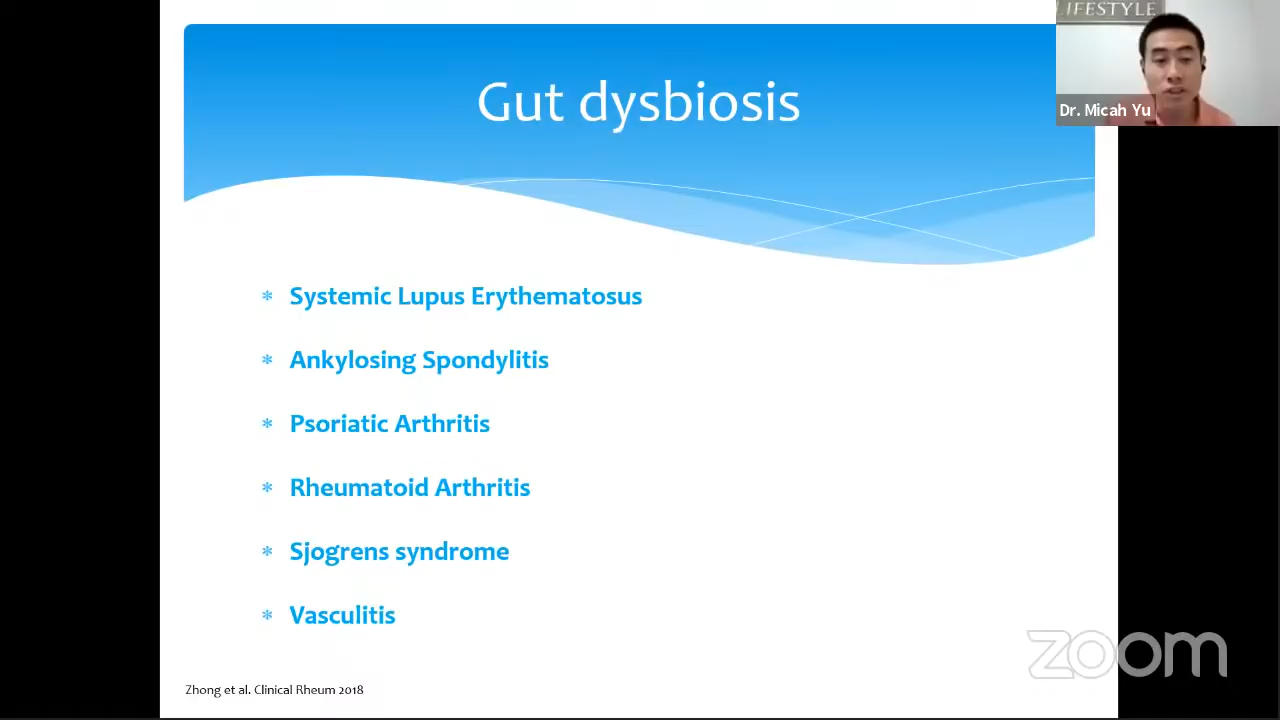 LIFESTYLE
Dr. Micah Yu
Gut dysbiosis
* Systemic Lupus Erythematosus
* Ankylosing Spondylitis
* Psoriatic Arthritis
* Rheumatoid Arthritis
* Sjogrens syndrome
* Vasculitis
Zhong et al. Clinical Rheum 2018
zoom